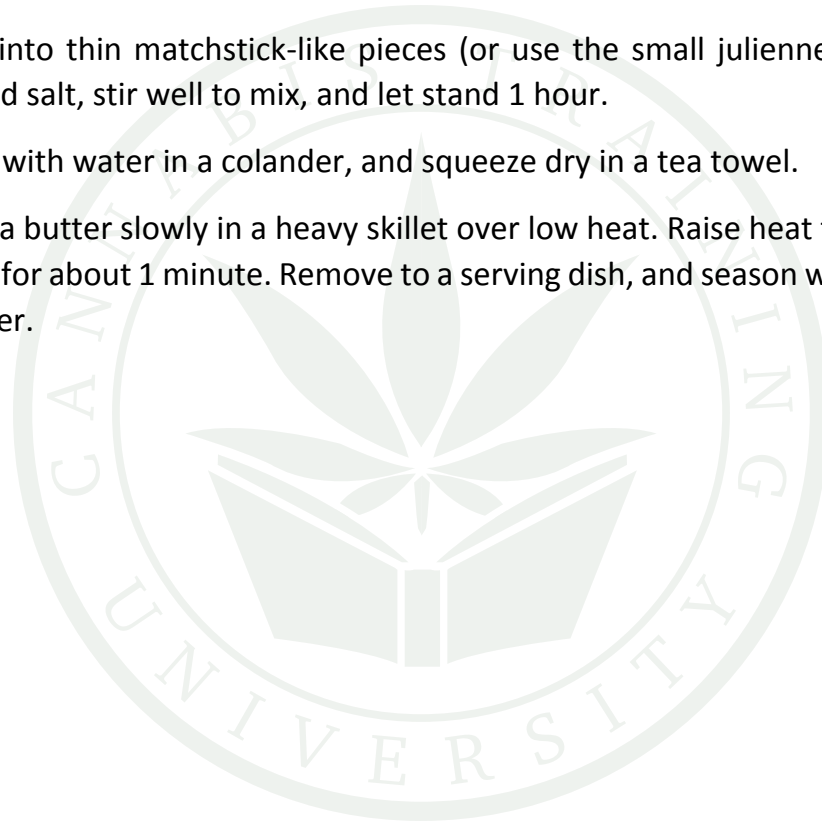 into thin matchstick-like pieces (or use the small julienne
d salt, stir well to mix, and let stand 1 hour.
with water in a colander, and squeeze dry in a tea towel.
a butter slowly in a heavy skillet over low heat. Raise heat
for about 1 minute. Remove to a serving dish, and season w
er.
CANNABIS TRAINING
UNIVERSITY